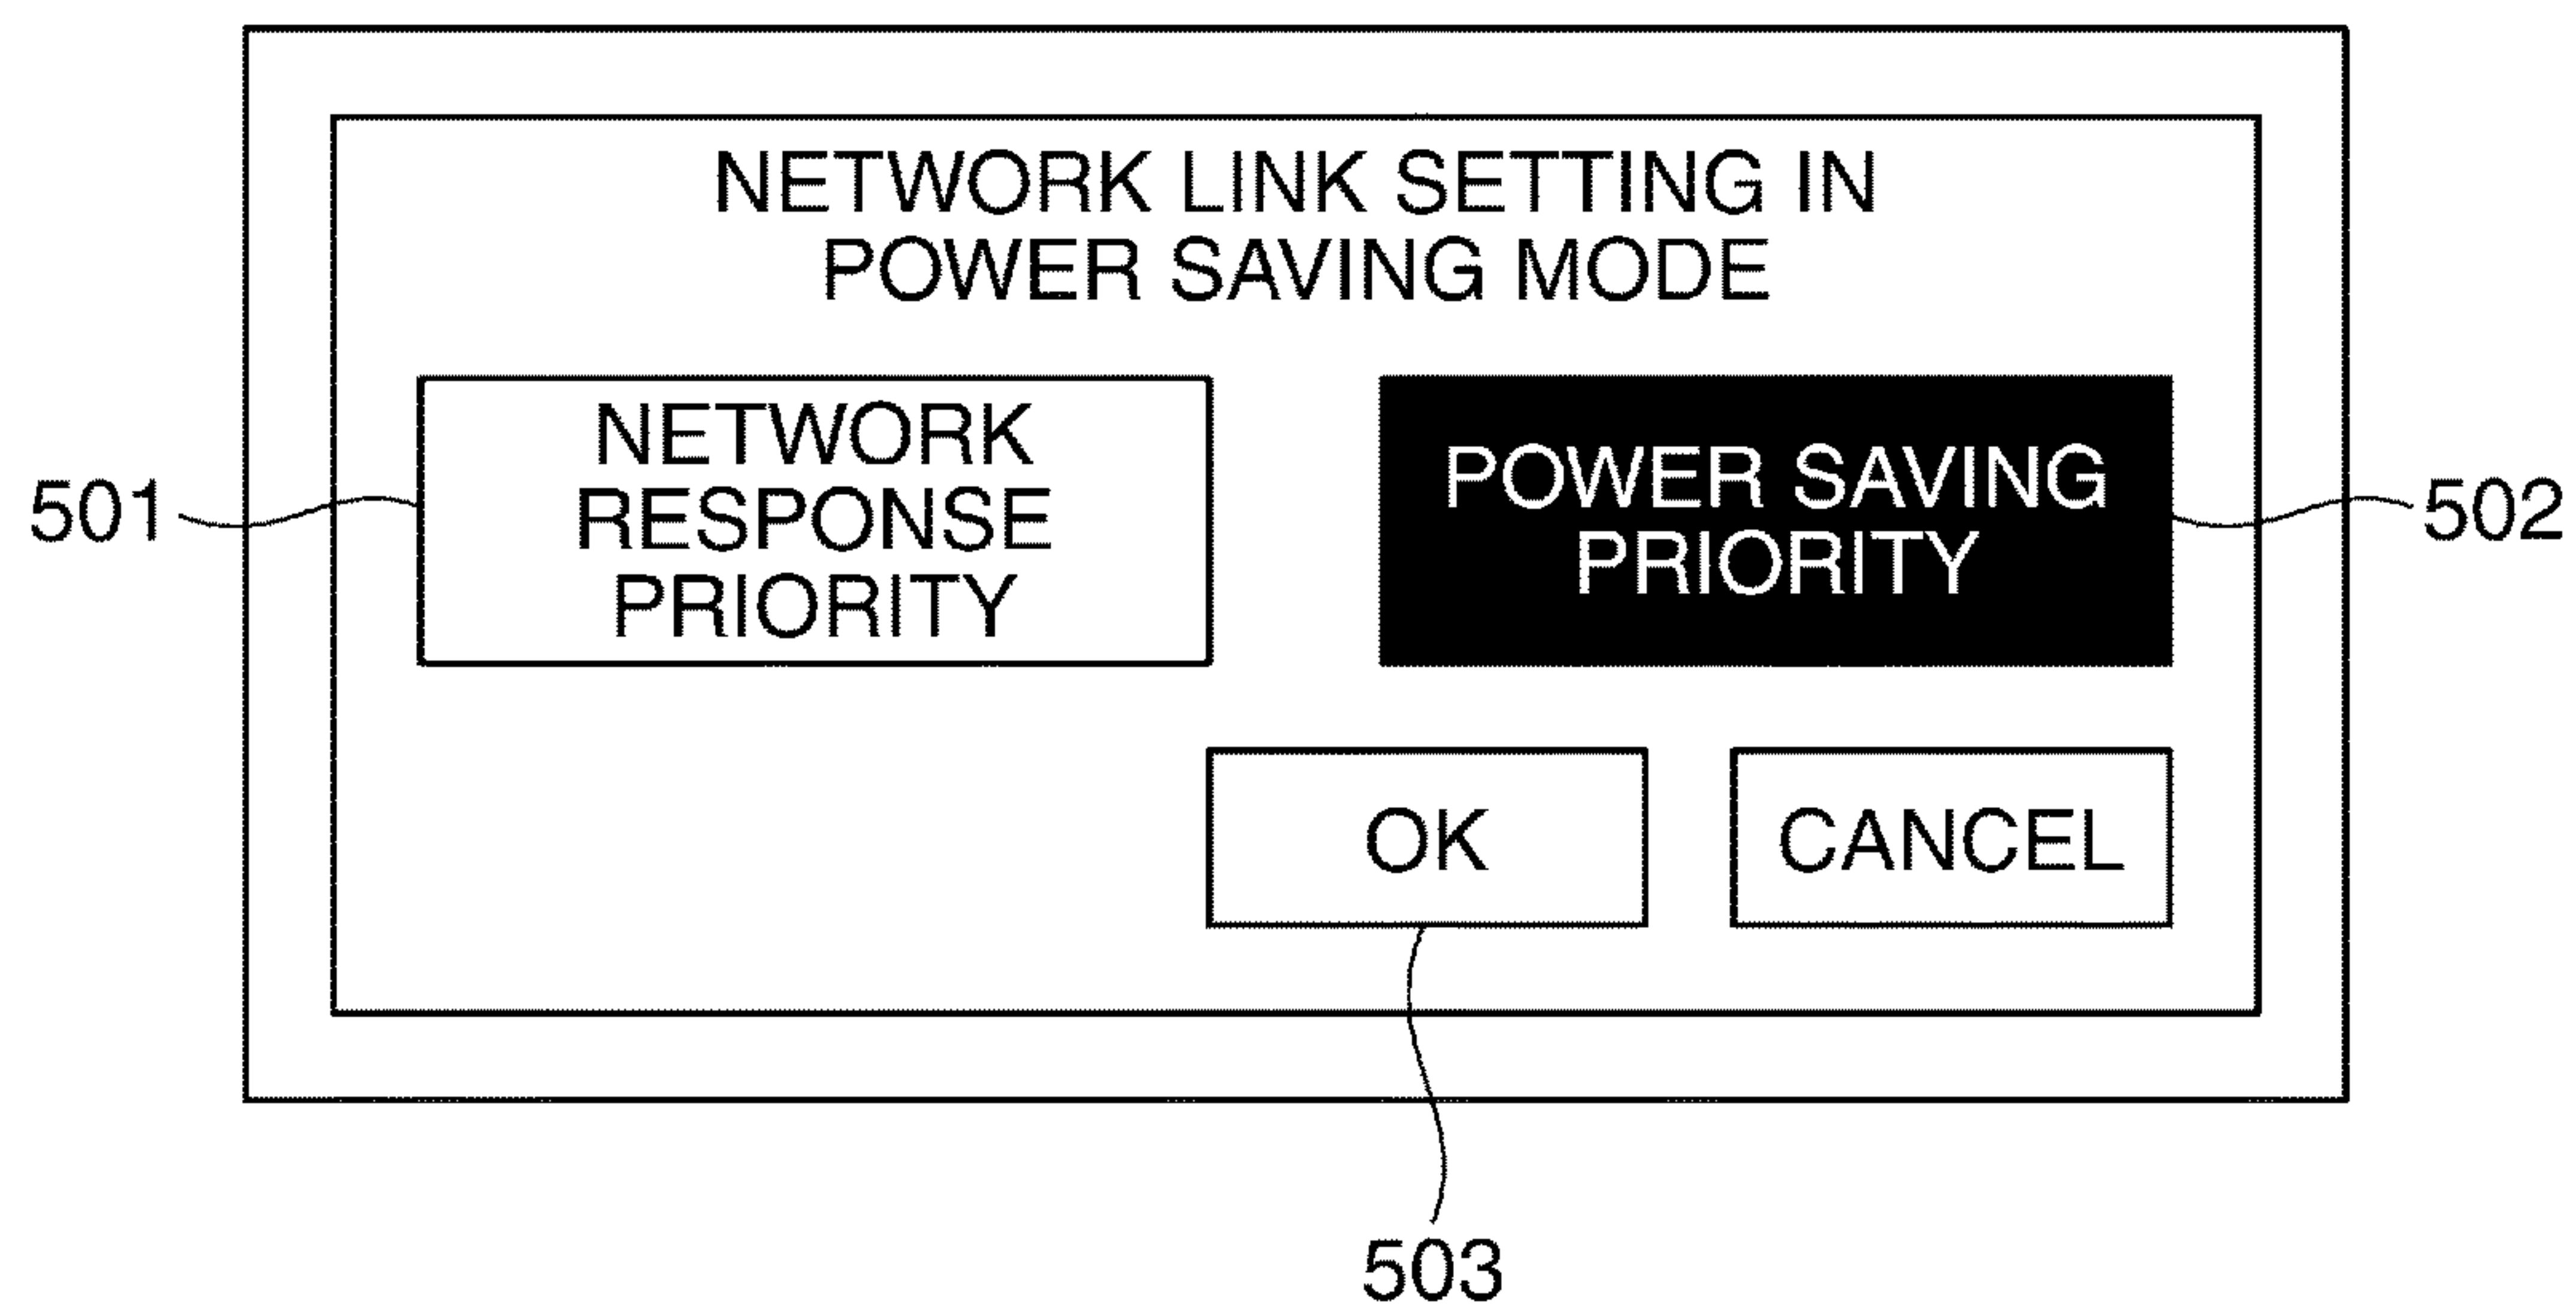 NETWORK LINK SETTING IN
POWER SAVING MODE
NETWORK
RESPONSE
PRIORITY
POWER SAVING
PRIORITY
501
502
OK
CANCEL
503